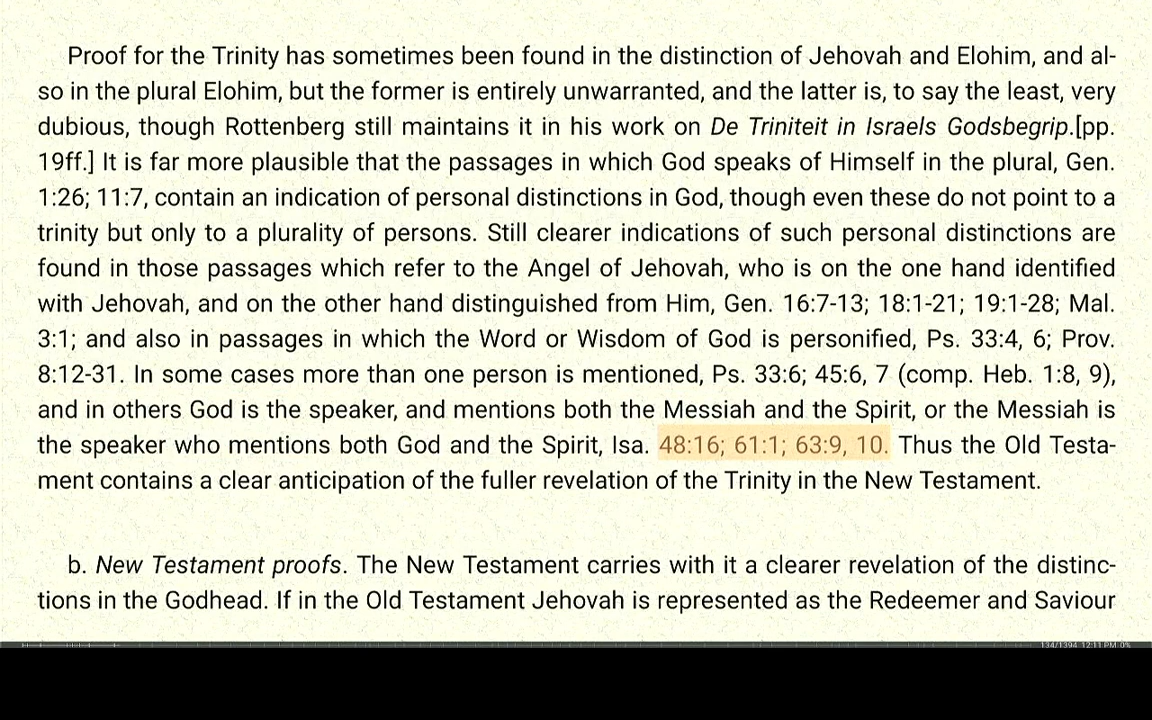 Proof for the Trinity has sometimes been found in the distinction of Jehovah and Elohim, and al-
so in the plural Elohim, but the former is entirely unwarranted, and the latter is, to say the least, very
dubious, though Rottenberg still maintains it in his work on De Triniteit in Israels Godsbegrip.[pp.
19ff.] It is far more plausible that the passages in which God speaks of Himself in the plural, Gen.
1:26; 11:7, contain an indication of personal distinctions in God, though even these do not point to a
trinity but only to a plurality of persons. Still clearer indications of such personal distinctions are
found in those passages which refer to the Angel of Jehovah, who is on the one hand identified
with Jehovah, and on the other hand distinguished from Him, Gen. 16:7-13; 18:1-21; 19:1-28; Mal.
3:1; and also in passages in which the Word or Wisdom of God is personified, Ps. 33:4, 6; Prov.
8:12-31. In some cases more than one person is mentioned, Ps. 33:6; 45:6, 7 (comp. Heb. 1:8, 9),
and in others God is the speaker, and mentions both the Messiah and the Spirit, or the Messiah is
the speaker who mentions both God and the Spirit, Isa. 48:16; 61:1; 63:9, 10. Thus the Old Testa-
ment contains a clear anticipation of the fuller revelation of the Trinity in the New Testament.
b. New Testament proofs. The New Testament carries with it a clearer revelation of the distinc-
tions in the Godhead. If in the Old Testament Jehovah is represented as the Redeemer and Saviour
134/1394 12:11 PM 0%